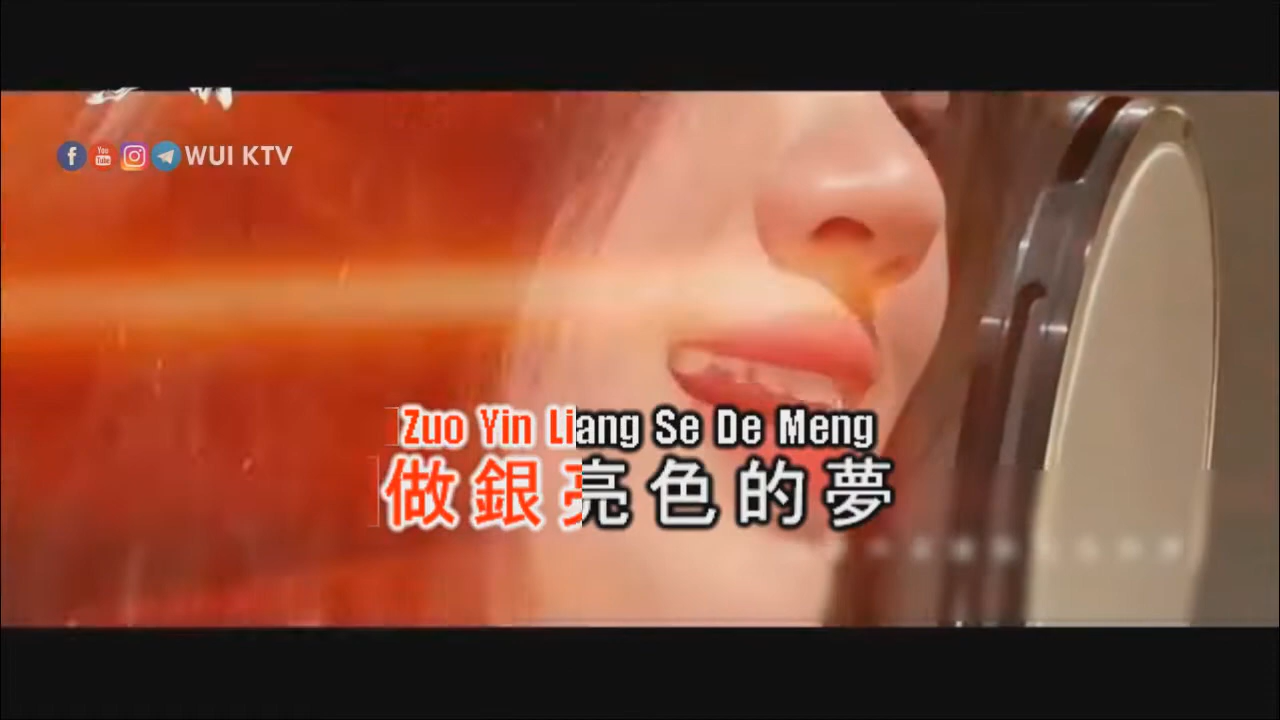 WUI KTV
Zuo Yin Liang Se De Meng
做銀亮色的夢